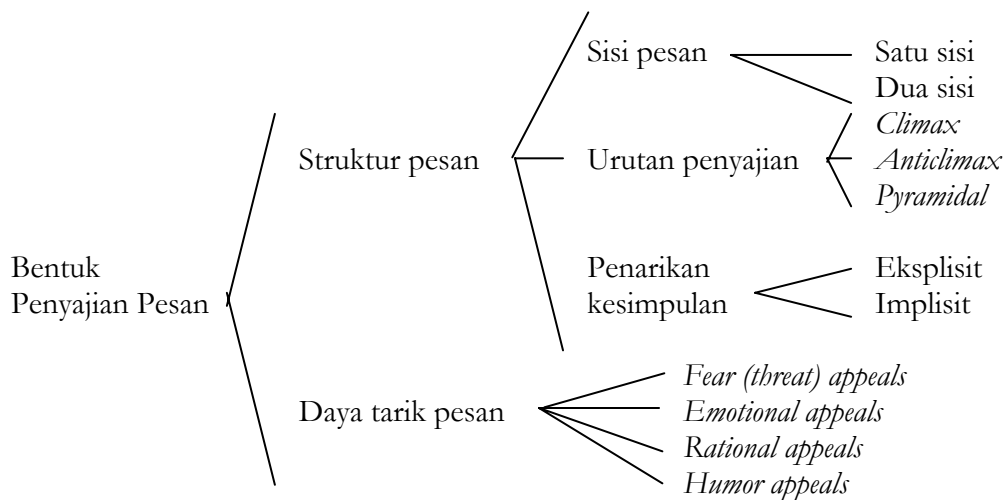 Sisi pesan
Satu sisi
Dua sisi
Struktur pesan
Urutan penyajian
Climax
Anticlimax
Pyramidal
Bentuk
Penyajian Pesan
Penarikan
kesimpulan
Eksplisit
Implisit
Daya tarik pesan
Fear (threat) appeals
Emotional appeals
Rational appeals
Humor appeals